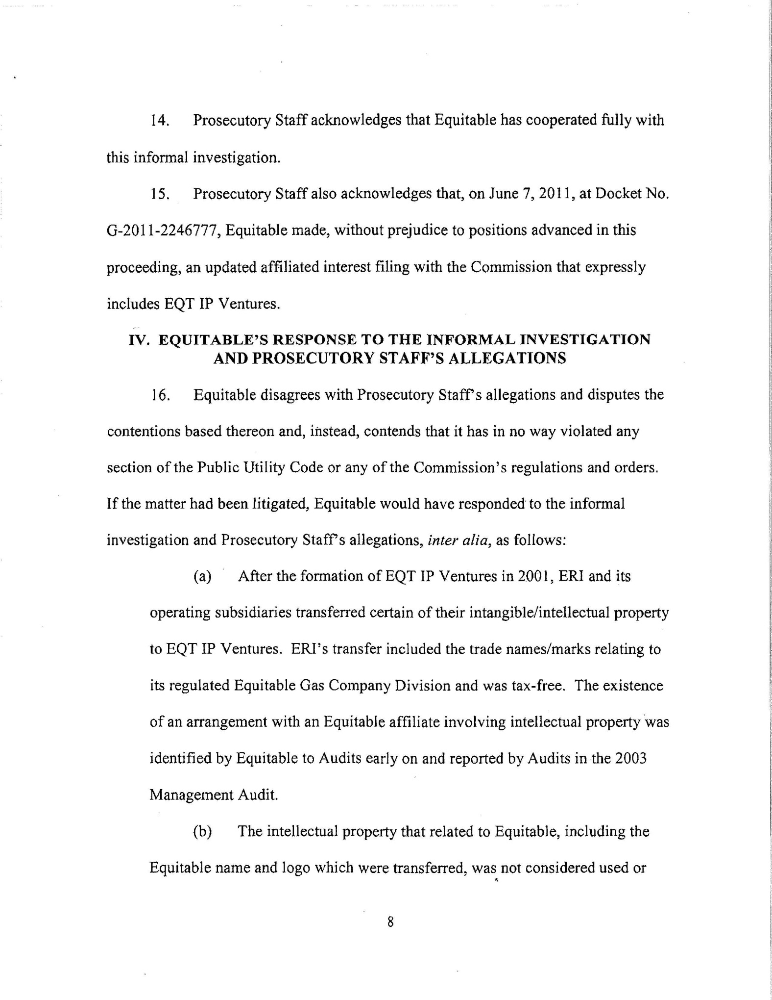 14. Prosecutory Staff acknowledges that Equitable has cooperated fully with
this informal investigation.
15. Prosecutory Staff also acknowledges that, on June 7, 2011, at Docket No.
G-2011-2246777, Equitable made, without prejudice to positions advanced in this
proceeding, an updated affiliated interest filing with the Commission that expressly
includes EQT IP Ventures.
IV. EQUITABLE'S RESPONSE TO THE INFORMAL INVESTIGATION
AND PROSECUTORY STAFF'S ALLEGATIONS
16. Equitable disagrees with Prosecutory Staff's allegations and disputes the
contentions based thereon and, instead, contends that it has in no way violated any
section of the Public Utility Code or any of the Commission's regulations and orders.
If the matter had been litigated, Equitable would have responded to the informal
investigation and Prosecutory Staff's allegations, inter alia, as follows:
(a) After the formation of EQT IP Ventures in 2001, ERI and its
operating subsidiaries transferred certain of their intangible/intellectual property
to EQT IP Ventures. ERI's transfer included the trade names/marks relating to
its regulated Equitable Gas Company Division and was tax-free. The existence
of an arrangement with an Equitable affiliate involving intellectual property was
identified by Equitable to Audits early on and reported by Audits in the 2003
Management Audit.
(b) The intellectual property that related to Equitable, including the
Equitable name and logo which were transferred, was not considered used or
8